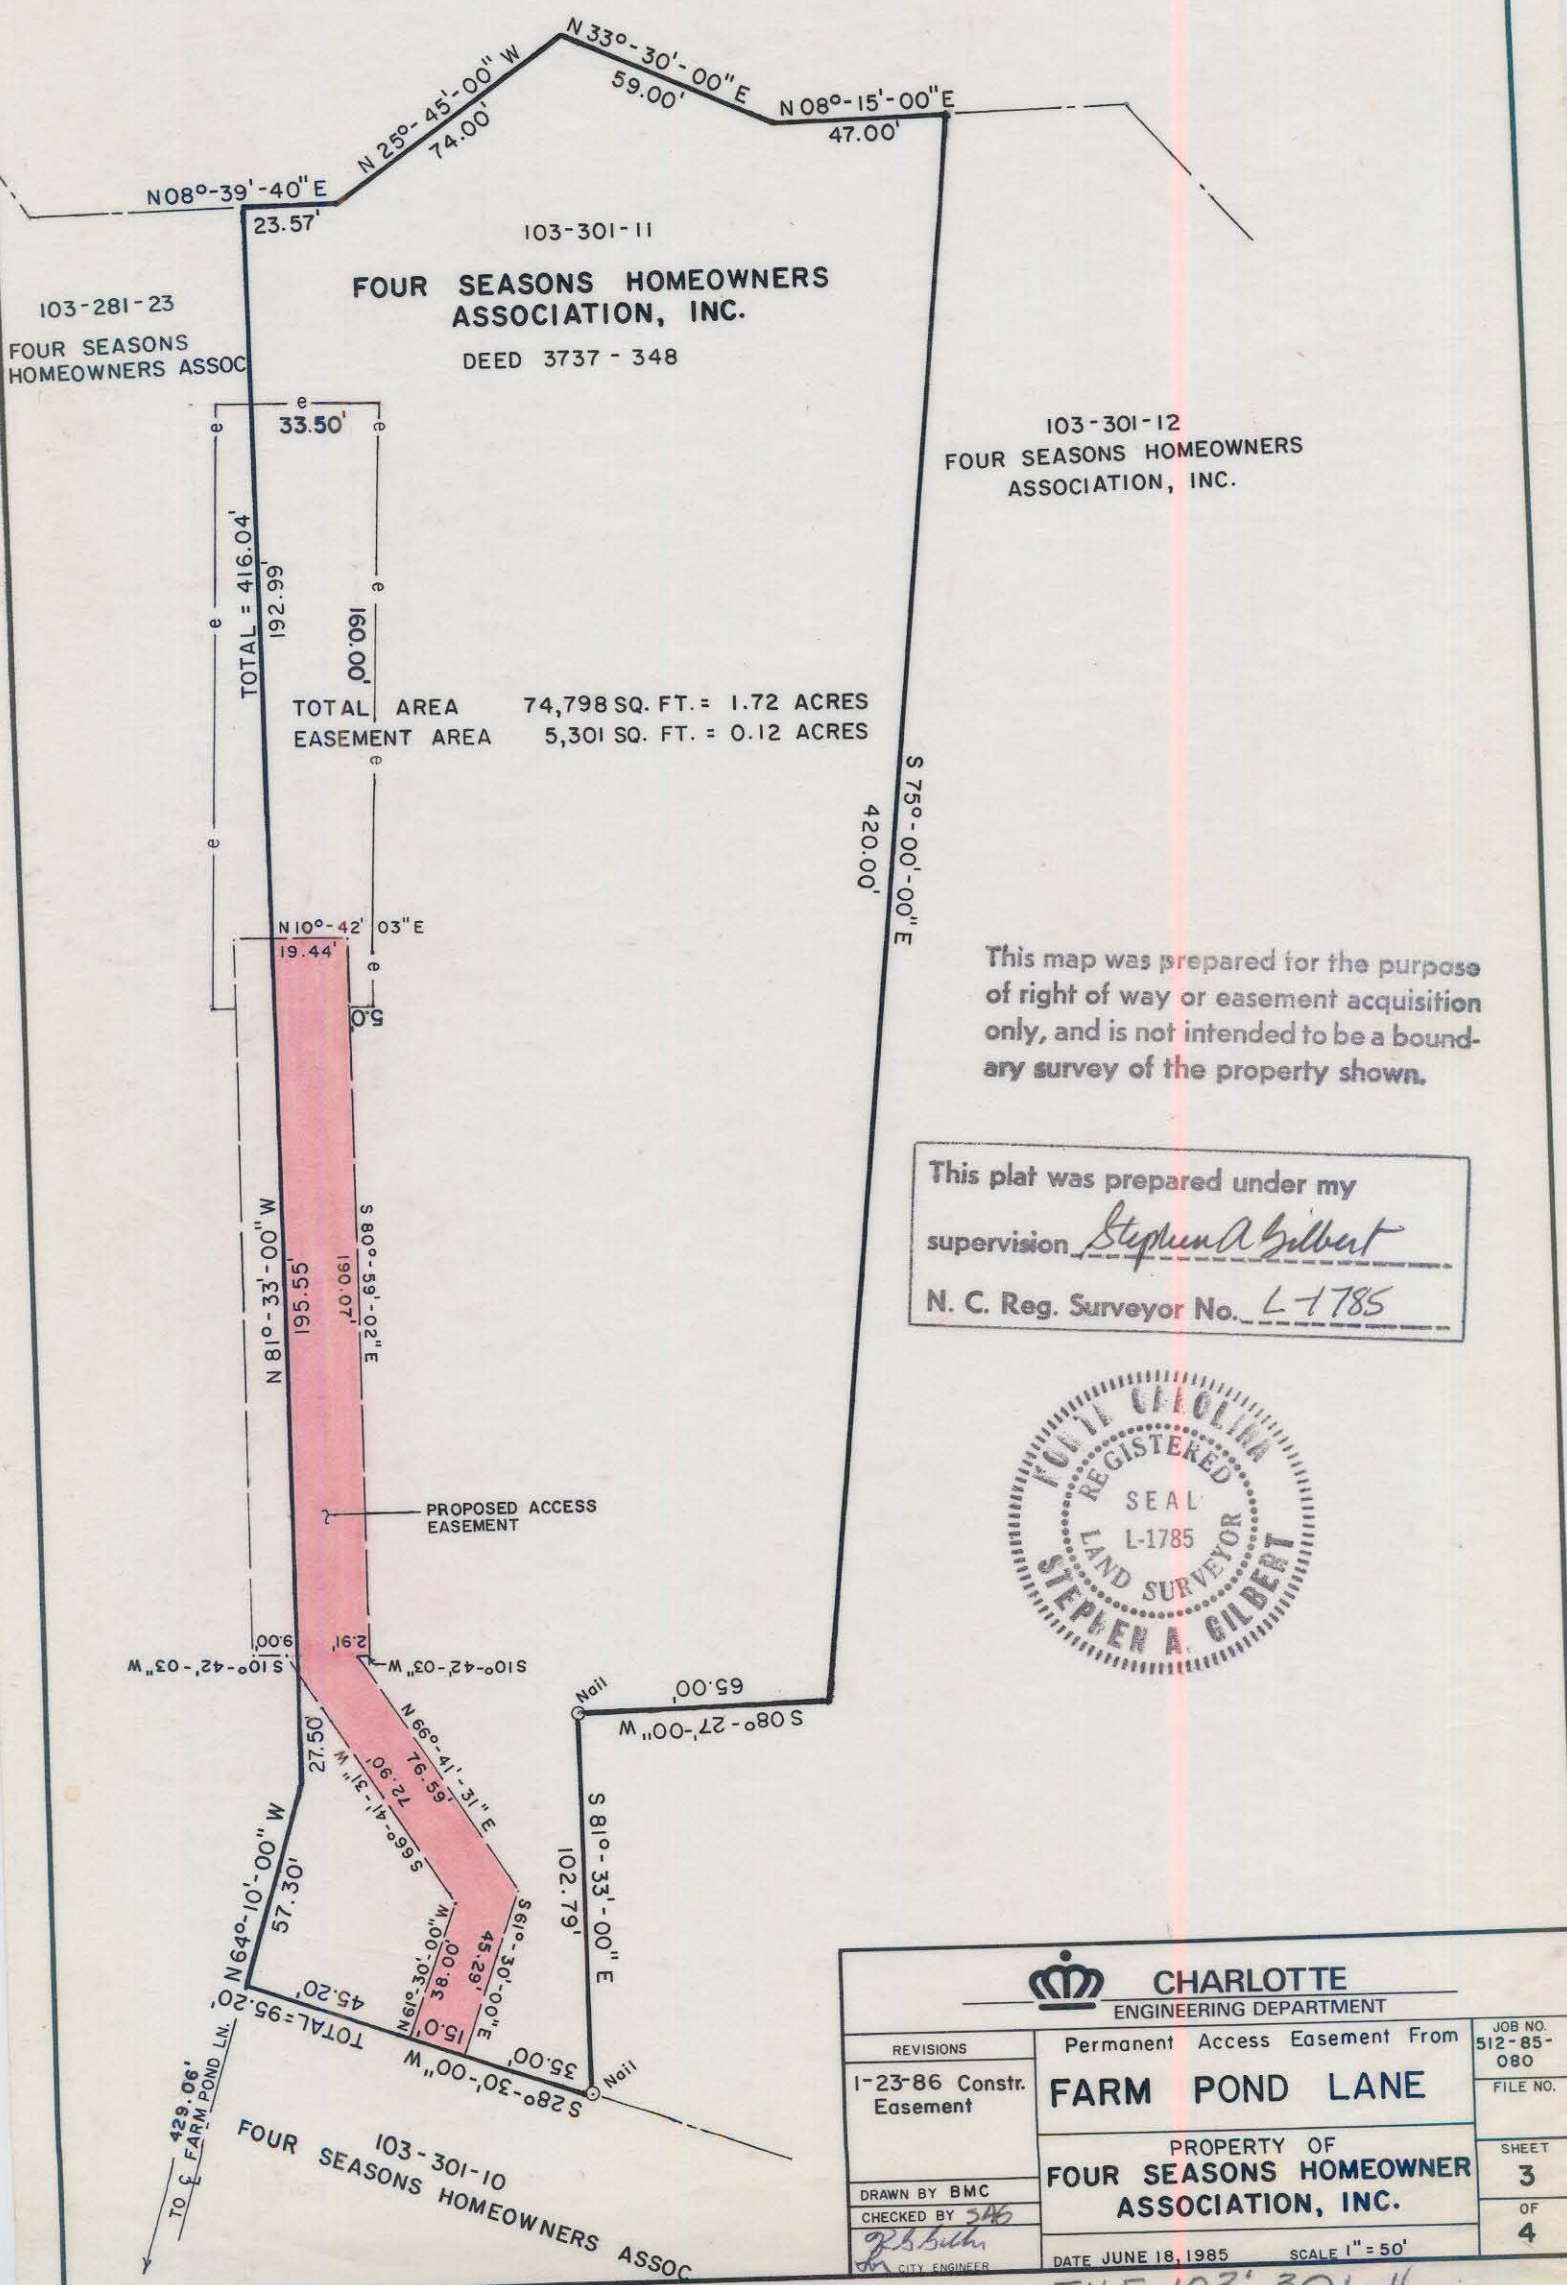 N 25°-45'-00" W
74.00'
N 33°-30'-00" E
59.00'
N 08°-15'-00" E
47.00'
N08°-39'-40" E
23.57'
103-301-11
FOUR SEASONS HOMEOWNERS
ASSOCIATION, INC.
DEED 3737 - 348
103-281-23
FOUR SEASONS
HOMEOWNERS ASSOC
e
33.50'
e
e
103-301-12
FOUR SEASONS HOMEOWNERS
ASSOCIATION, INC.
TOTAL = 416.04'
192.99'
e
e
160.00'
TOTAL AREA 74,798 SQ. FT. = 1.72 ACRES
EASEMENT AREA 5,301 SQ. FT. = 0.12 ACRES
e
e
S 75°-00'-00" E
420.00'
N10°-42' 03" E
19.44'
e
5.0'
This map was prepared for the purpose
of right of way or easement acquisition
only, and is not intended to be a bound-
ary survey of the property shown.
This plat was prepared under my
supervision Stephen A Gilbert
N. C. Reg. Surveyor No. L-1785
N 81°-33'-00" W
195.55'
S 80°-59'-02" E
190.07'
NORTH CAROLINA
REGISTERED
SEAL
L-1785
LAND SURVEYOR
STEPHEN A. GILBERT
PROPOSED ACCESS
EASEMENT
9.00'
2.91'
S10°-42'-03" W
S10°-42'-03" W
Nail
65.00'
S08°-27'-00" W
27.50'
N 66°-41'-31" E
76.59'
72.90'
S66°-41'-31" W
S 81°-33'-00" E
102.79'
N64°-10'-00" W
57.30'
N61°-30'-00" W
38.00'
45.29'
S61°-30'-00" E
45.20'
TOTAL=95.20'
15.0'
35.00'
S28°-30'-00" W
Nail
429.06'
TO ℄ FARM POND LN.
103-301-10
FOUR SEASONS HOMEOWNERS ASSOC
CHARLOTTE
ENGINEERING DEPARTMENT
REVISIONS
1-23-86 Constr.
Easement
Permanent Access Easement From
FARM POND LANE
JOB NO.
512-85-
080
FILE NO.
PROPERTY OF
FOUR SEASONS HOMEOWNER
ASSOCIATION, INC.
SHEET
3
OF
4
DRAWN BY BMC
CHECKED BY SAG
for CITY ENGINEER
DATE JUNE 18, 1985 SCALE 1" = 50'